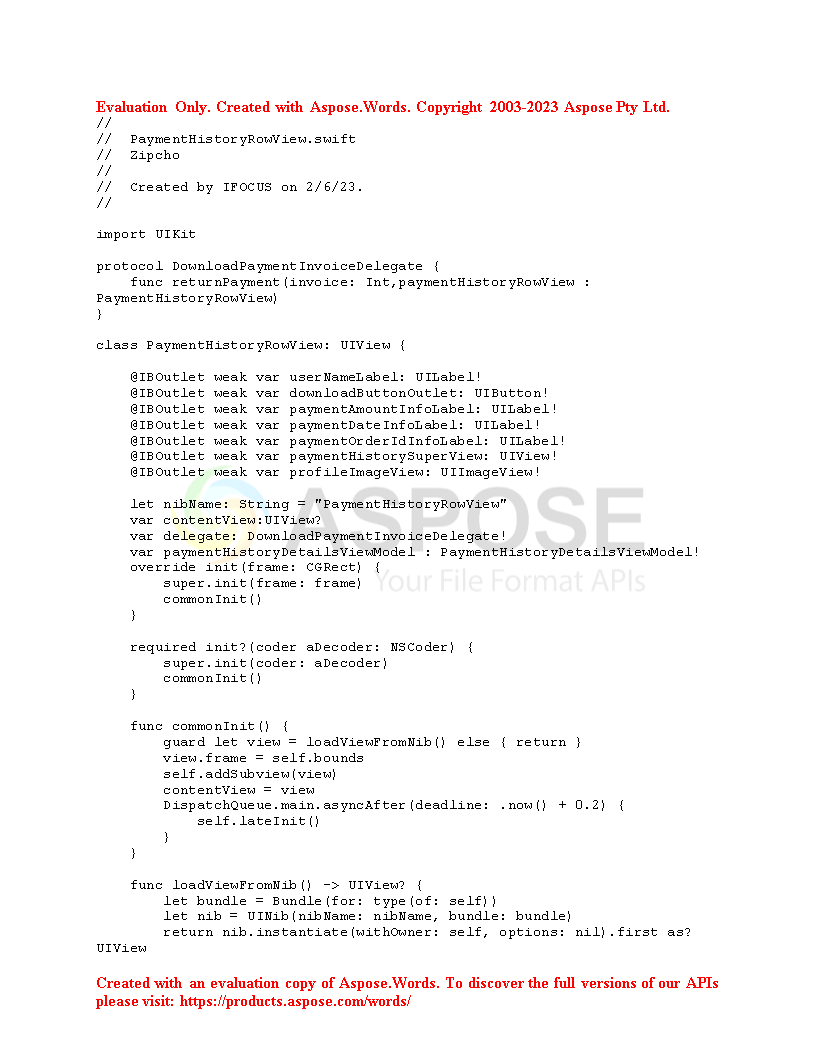 Evaluation Only. Created with Aspose.Words. Copyright 2003-2023 Aspose Pty Ltd.
//
//  PaymentHistoryRowView.swift
//  Zipcho
//
//  Created by IFOCUS on 2/6/23.
//

import UIKit

protocol DownloadPaymentInvoiceDelegate {
    func returnPayment(invoice: Int,paymentHistoryRowView :
PaymentHistoryRowView)
}

class PaymentHistoryRowView: UIView {

    @IBOutlet weak var userNameLabel: UILabel!
    @IBOutlet weak var downloadButtonOutlet: UIButton!
    @IBOutlet weak var paymentAmountInfoLabel: UILabel!
    @IBOutlet weak var paymentDateInfoLabel: UILabel!
    @IBOutlet weak var paymentOrderIdInfoLabel: UILabel!
    @IBOutlet weak var paymentHistorySuperView: UIView!
    @IBOutlet weak var profileImageView: UIImageView!

    let nibName: String = "PaymentHistoryRowView"
    var contentView:UIView?
    var delegate: DownloadPaymentInvoiceDelegate!
    var paymentHistoryDetailsViewModel : PaymentHistoryDetailsViewModel!
    override init(frame: CGRect) {
        super.init(frame: frame)
        commonInit()
    }

    required init?(coder aDecoder: NSCoder) {
        super.init(coder: aDecoder)
        commonInit()
    }

    func commonInit() {
        guard let view = loadViewFromNib() else { return }
        view.frame = self.bounds
        self.addSubview(view)
        contentView = view
        DispatchQueue.main.asyncAfter(deadline: .now() + 0.2) {
            self.lateInit()
        }
    }

    func loadViewFromNib() -> UIView? {
        let bundle = Bundle(for: type(of: self))
        let nib = UINib(nibName: nibName, bundle: bundle)
        return nib.instantiate(withOwner: self, options: nil).first as?
UIView

ASPOSE
Your File Format APIs

Created with an evaluation copy of Aspose.Words. To discover the full versions of our APIs
please visit: https://products.aspose.com/words/